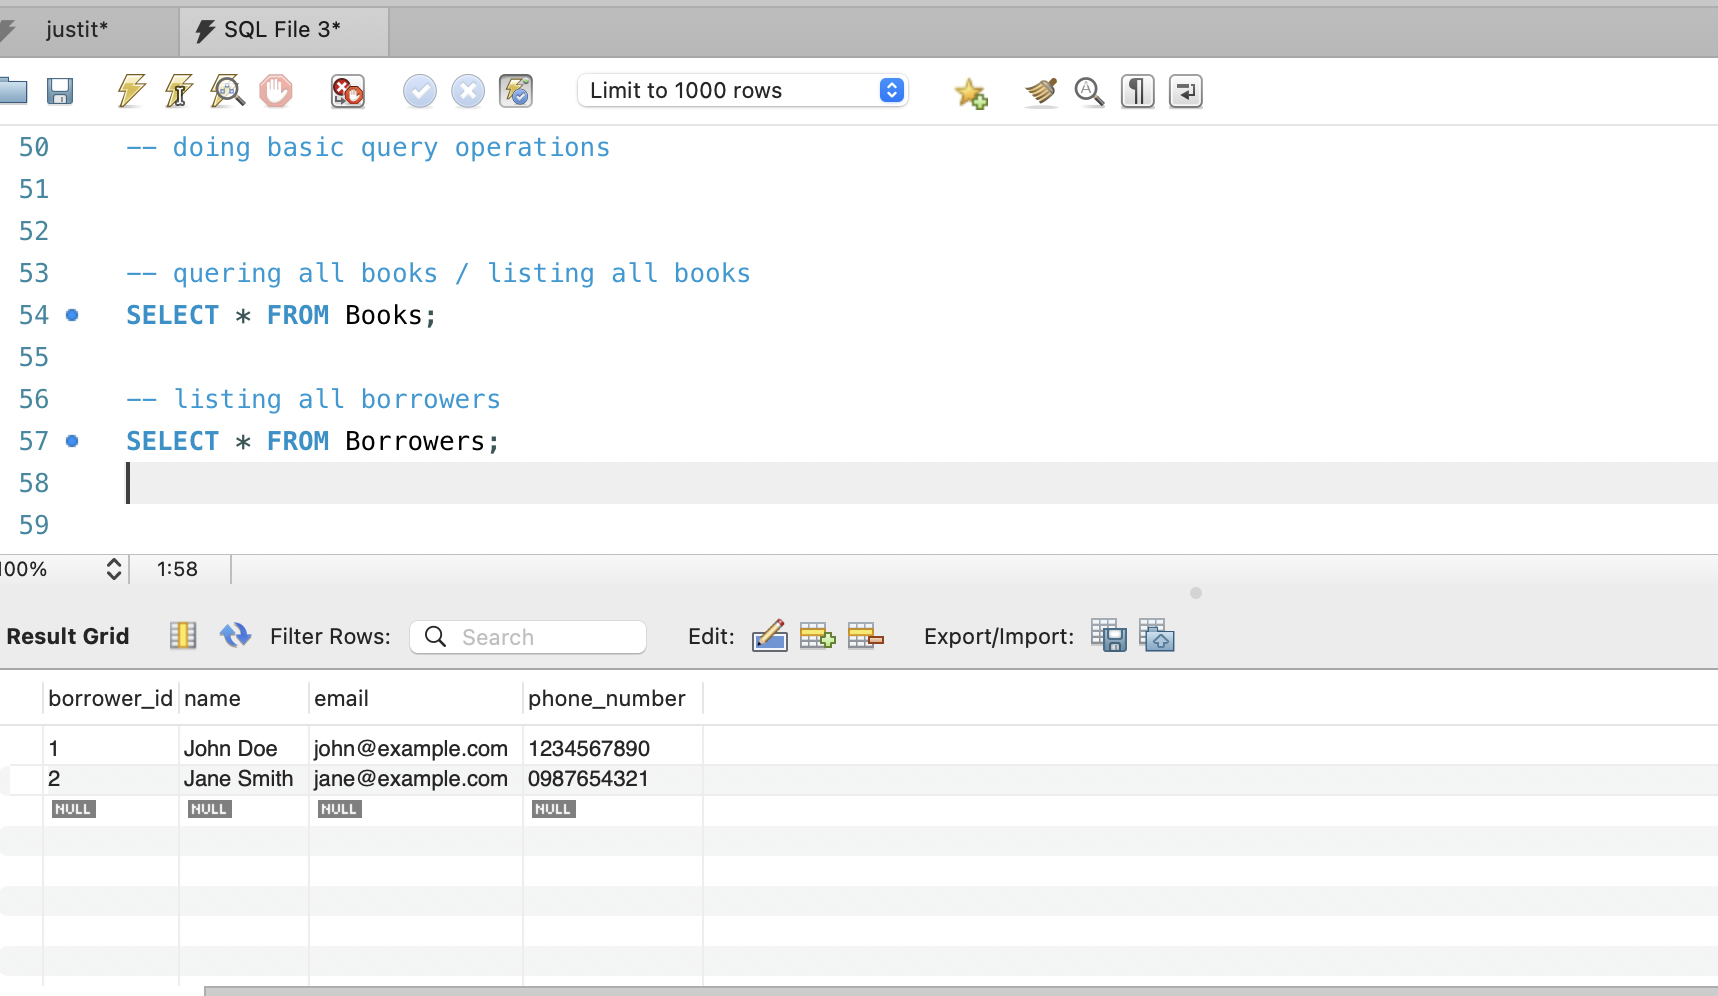 justit*
SQL File 3*
Limit to 1000 rows
50 -- doing basic query operations
51
52
53 -- quering all books / listing all books
54 SELECT * FROM Books;
55
56 -- listing all borrowers
57 SELECT * FROM Borrowers;
58
59
100% 1:58
Result Grid Filter Rows: Search Edit: Export/Import:
borrower_id name email phone_number
1 John Doe john@example.com 1234567890
2 Jane Smith jane@example.com 0987654321
NULL NULL NULL NULL